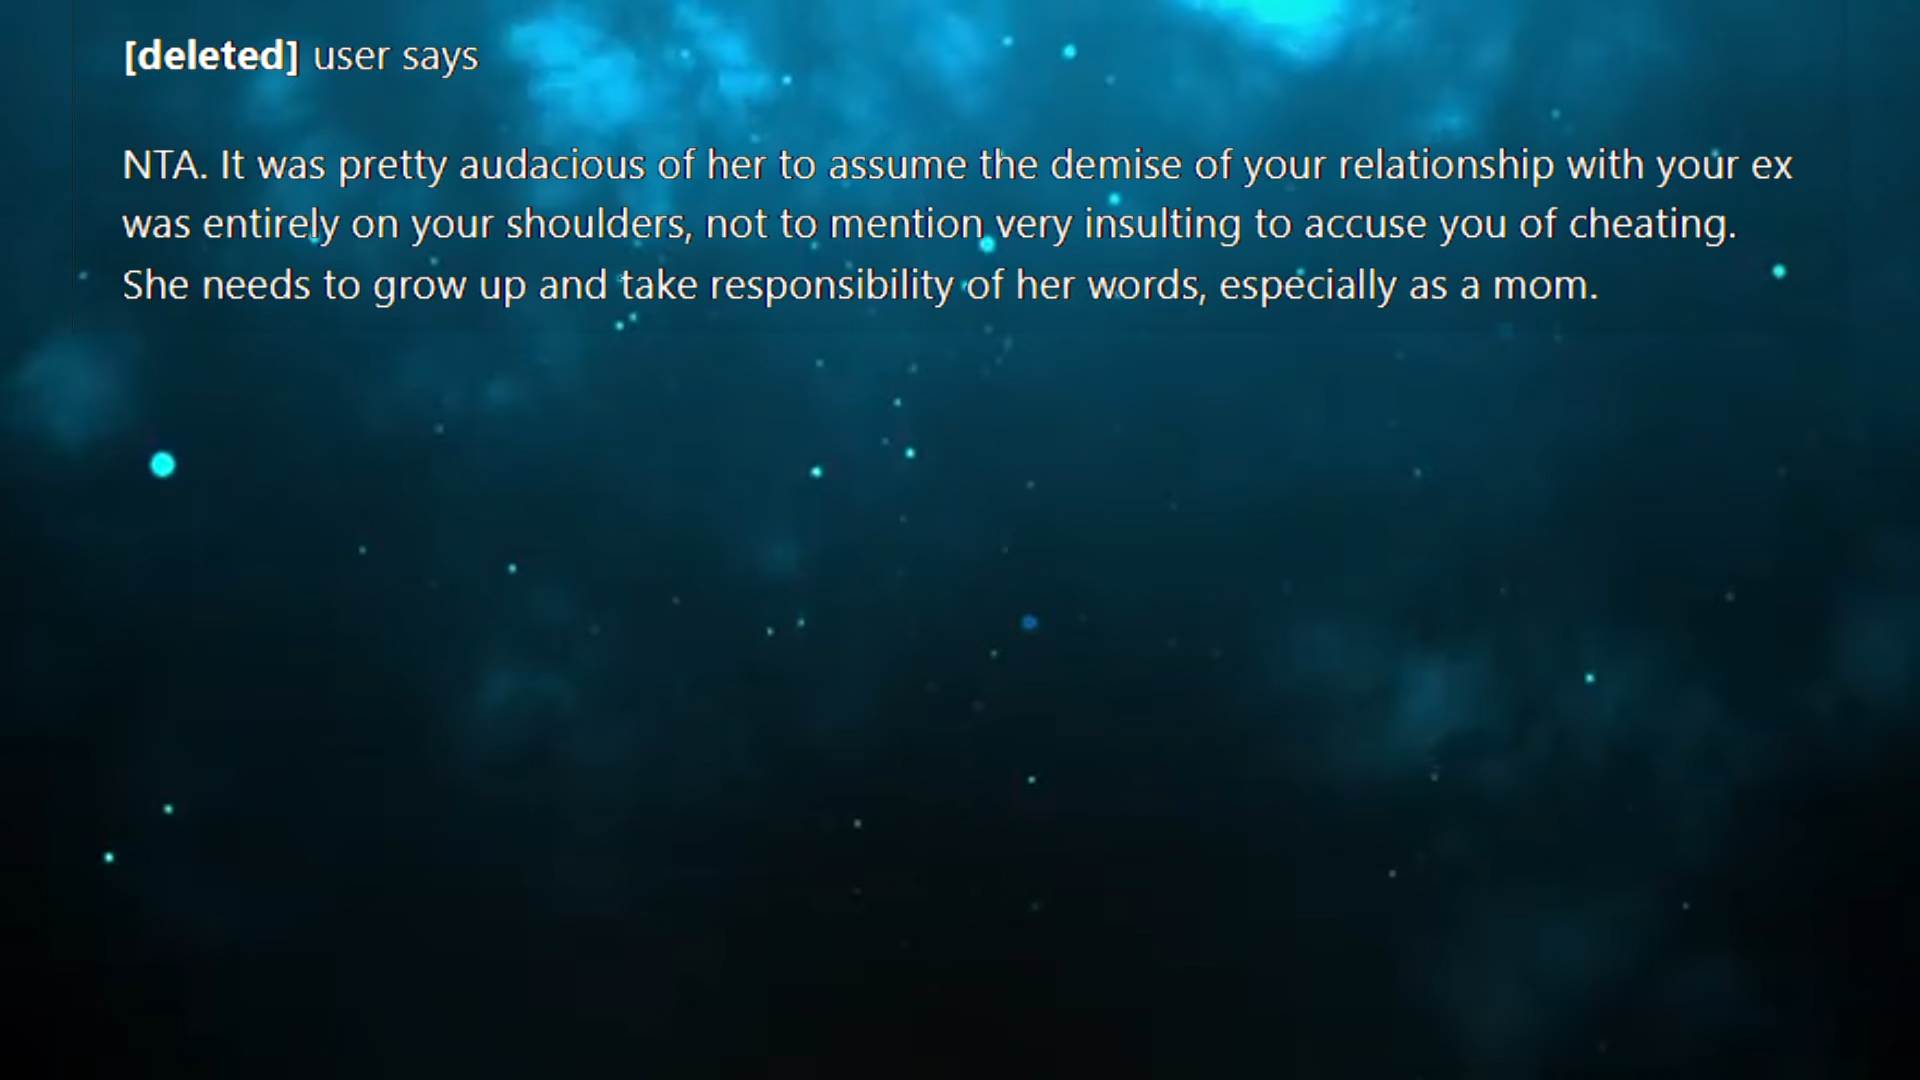 [deleted] user says
NTA. It was pretty audacious of her to assume the demise of your relationship with your ex
was entirely on your shoulders, not to mention very insulting to accuse you of cheating.
She needs to grow up and take responsibility of her words, especially as a mom.